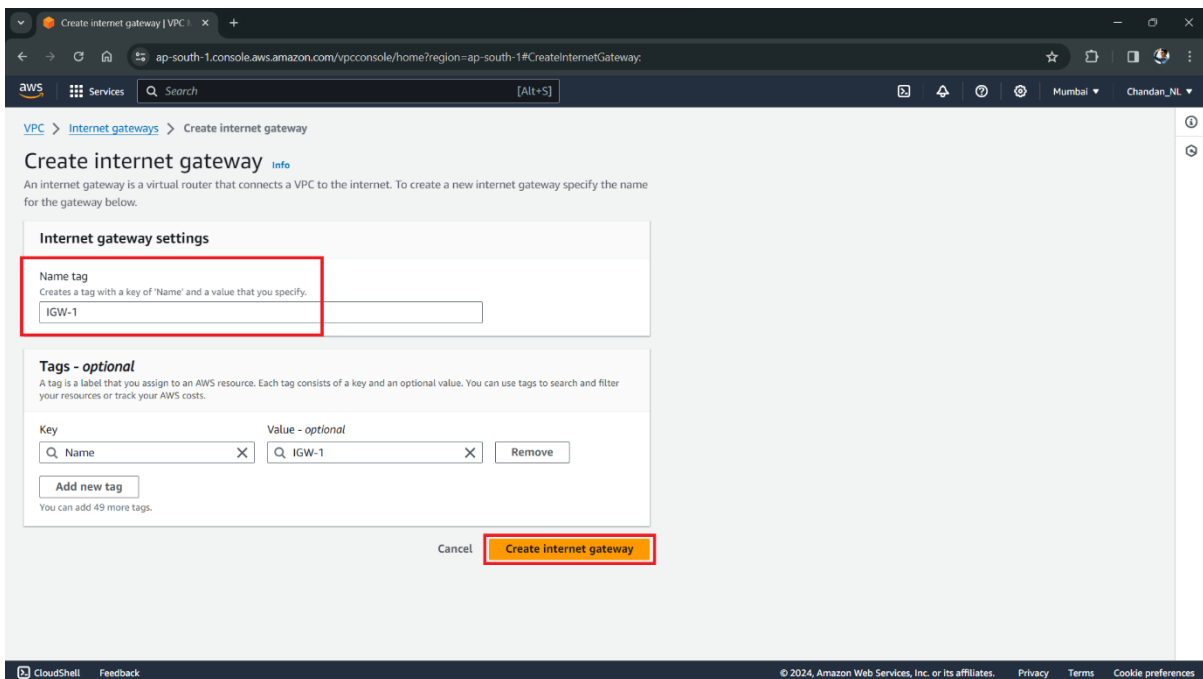 Create internet gateway | VPC M
ap-south-1.console.aws.amazon.com/vpcconsole/home?region=ap-south-1#CreateInternetGateway:
aws
Services
Search
[Alt+S]
Mumbai
Chandan_NL
VPC > Internet gateways > Create internet gateway
Create internet gateway Info
An internet gateway is a virtual router that connects a VPC to the internet. To create a new internet gateway specify the name
for the gateway below.
Internet gateway settings
Name tag
Creates a tag with a key of 'Name' and a value that you specify.
IGW-1
Tags - optional
A tag is a label that you assign to an AWS resource. Each tag consists of a key and an optional value. You can use tags to search and filter
your resources or track your AWS costs.
Key
Value - optional
Name
IGW-1
Remove
Add new tag
You can add 49 more tags.
Cancel
Create internet gateway
CloudShell
Feedback
© 2024, Amazon Web Services, Inc. or its affiliates.
Privacy
Terms
Cookie preferences